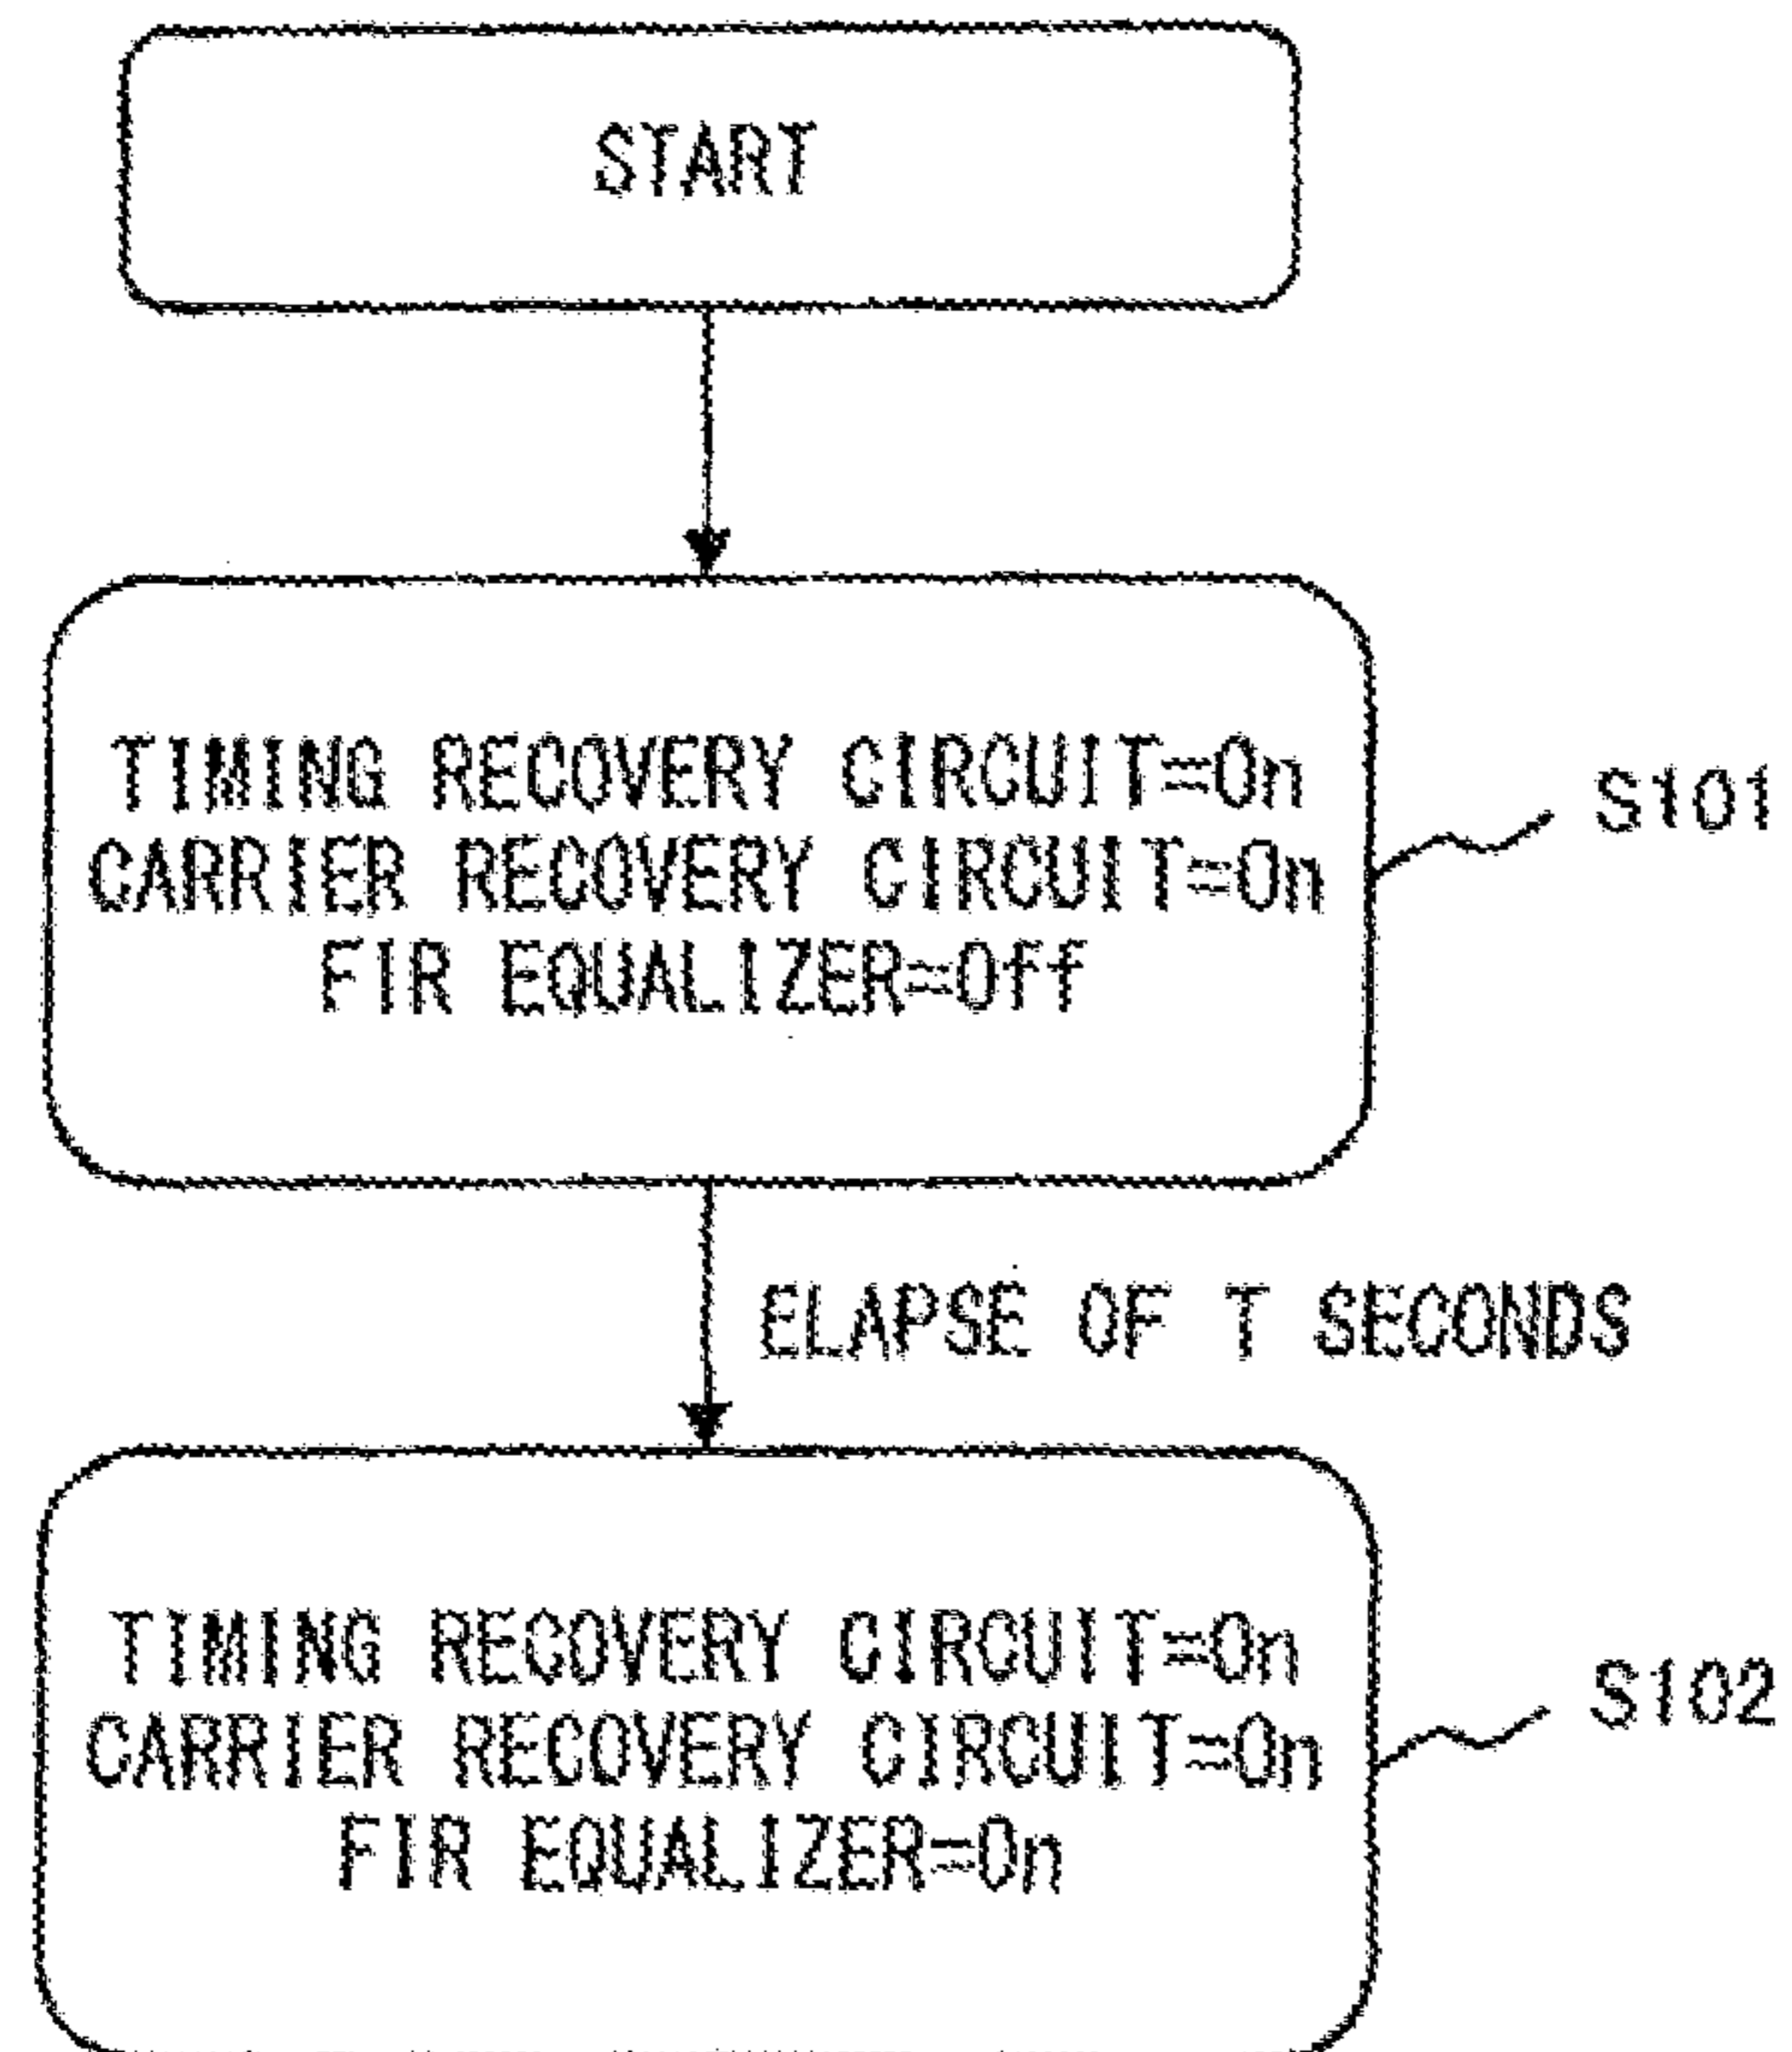 START
TIMING RECOVERY CIRCUIT=On
CARRIER RECOVERY CIRCUIT=On
FIR EQUALIZER=Off
S101
ELAPSE OF T SECONDS
TIMING RECOVERY CIRCUIT=On
CARRIER RECOVERY CIRCUIT=On
FIR EQUALIZER=On
S102